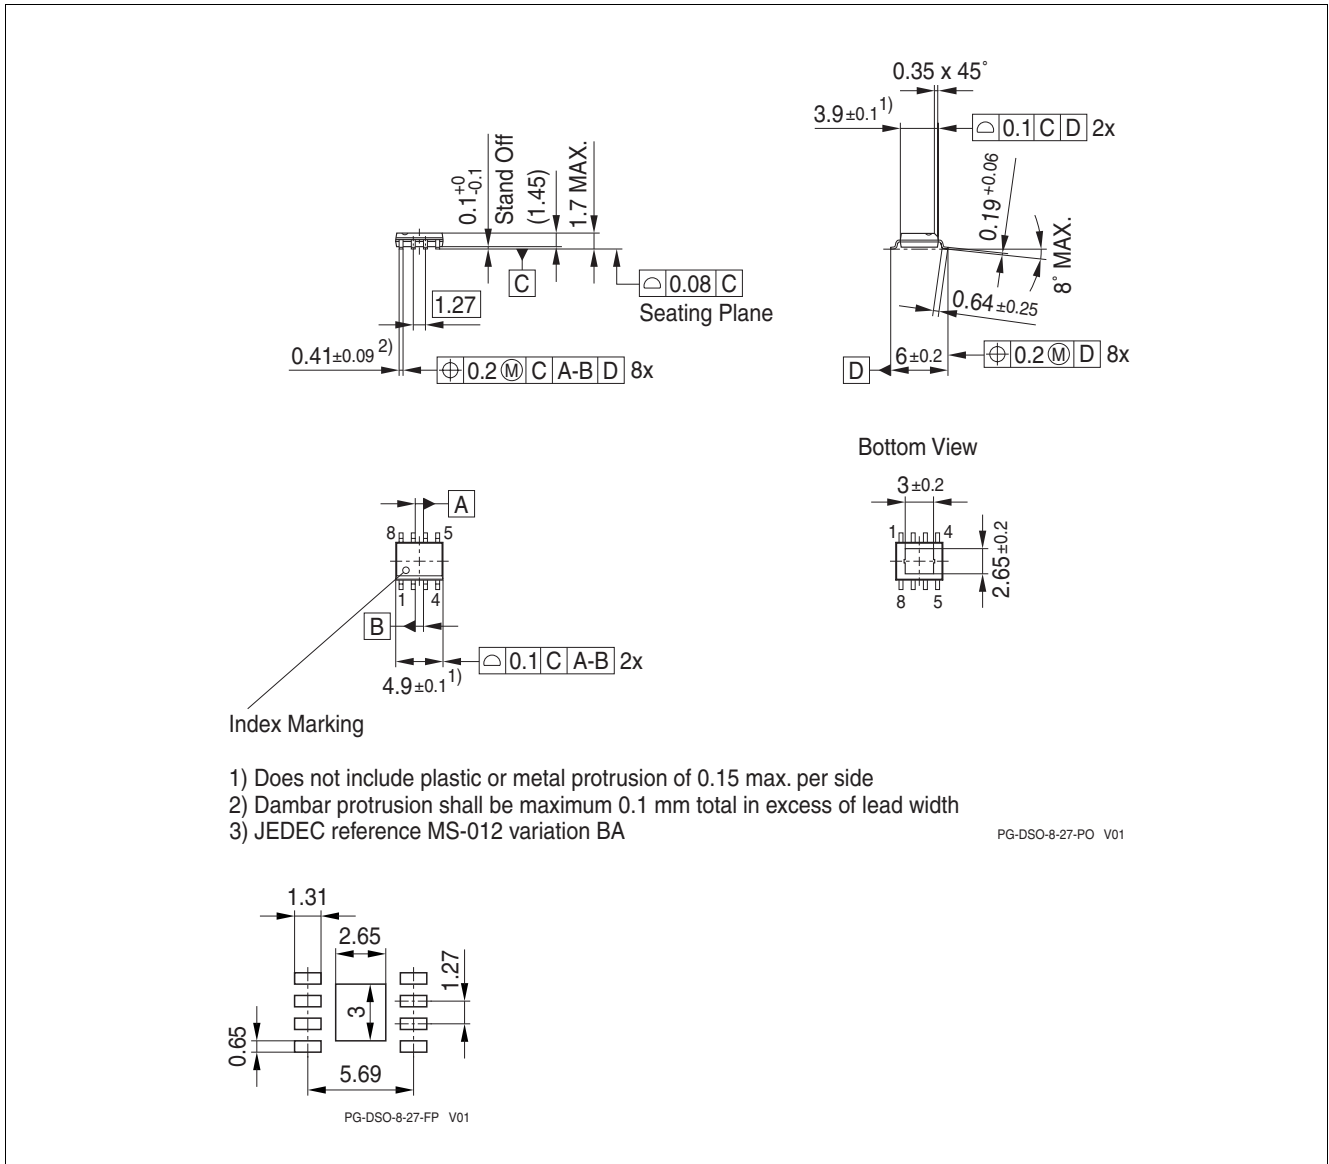 0.35 x 45°
3.9±0.1 1)
⌓ 0.1 C D 2x
0.1 +0 -0.1
Stand Off
(1.45)
1.7 MAX.
0.19 +0.06
8° MAX.
C
⌓ 0.08 C
Seating Plane
1.27
0.64 ±0.25
0.41±0.09 2)
⌖ 0.2 Ⓜ C A-B D 8x
D
6±0.2
⌖ 0.2 Ⓜ D 8x
Bottom View
3±0.2
A
8 5
1 4
1 4
8 5
2.65±0.2
B
⌓ 0.1 C A-B 2x
4.9±0.1 1)
Index Marking
1) Does not include plastic or metal protrusion of 0.15 max. per side
2) Dambar protrusion shall be maximum 0.1 mm total in excess of lead width
3) JEDEC reference MS-012 variation BA
PG-DSO-8-27-PO V01
1.31
2.65
1.27
3
0.65
5.69
PG-DSO-8-27-FP V01